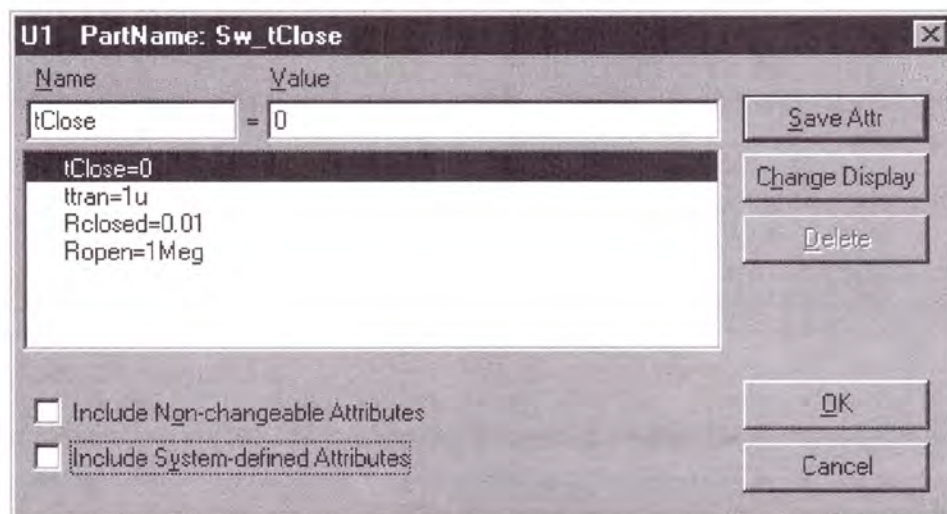 U1 PartName: Sw_tClose
Name Value
tClose = 0
Save Attr
tClose=0
ttran=1u
Rclosed=0.01
Ropen=1Meg
Change Display
Delete
Include Non-changeable Attributes
Include System-defined Attributes
OK
Cancel